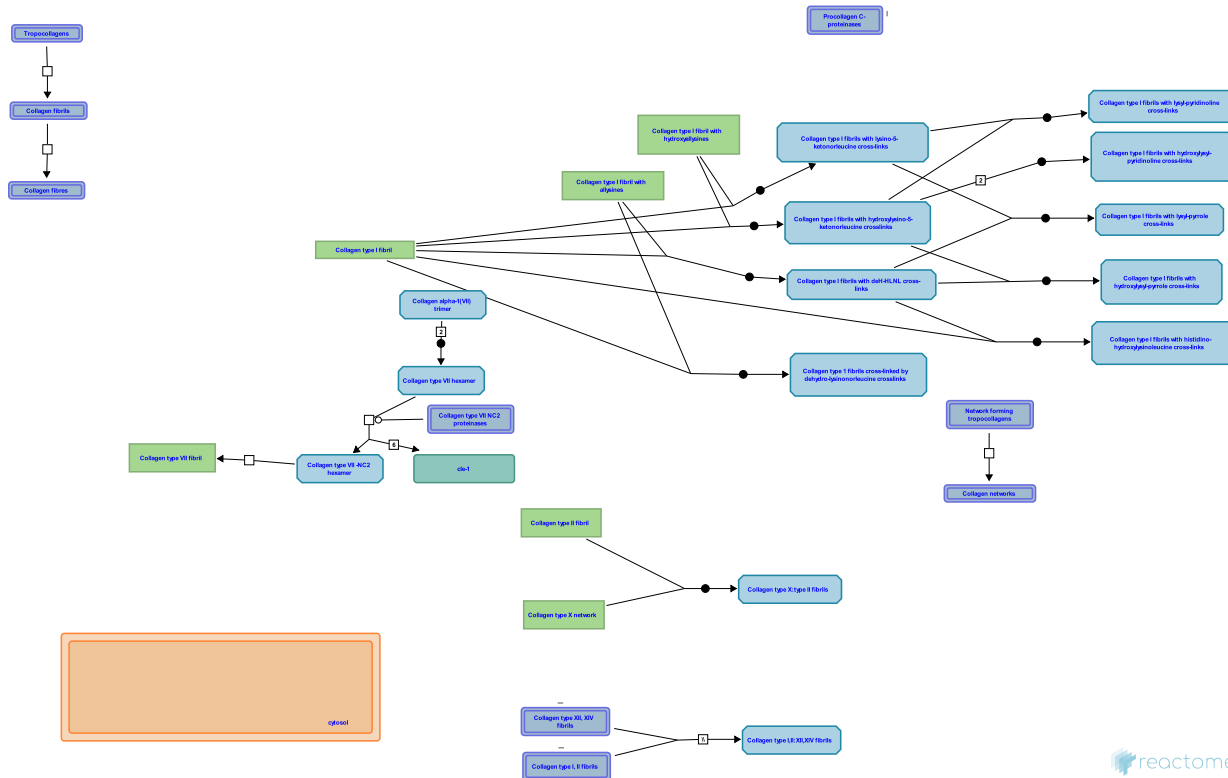 Tropocollagens
Procollagen C-
proteinases
Collagen fibrils
Collagen fibres
Collagen type I fibril with
hydroxyallysines
Collagen type I fibril with
allysines
Collagen type I fibril
Collagen type I fibrils with lysino-5-
ketonorleucine cross-links
Collagen type I fibrils with hydroxylysino-5-
ketonorleucine crosslinks
Collagen type I fibrils with deH-HLNL cross-
links
Collagen type 1 fibrils cross-linked by
dehydro-lysinonorleucine crosslinks
2
Collagen type I fibrils with lysyl-pyridinoline
cross-links
Collagen type I fibrils with hydroxylysyl-
pyridinoline cross-links
Collagen type I fibrils with lysyl-pyrrole
cross-links
Collagen type I fibrils with
hydroxylysyl-pyrrole cross-links
Collagen type I fibrils with histidino-
hydroxylysinoleucine cross-links
Collagen alpha-1(VII)
trimer
2
Collagen type VII hexamer
Collagen type VII NC2
proteinases
6
Collagen type VII fibril
Collagen type VII -NC2
hexamer
cle-1
Network forming
tropocollagens
Collagen networks
Collagen type II fibril
Collagen type X network
Collagen type X:type II fibrils
cytosol
Collagen type XII, XIV
fibrils
Collagen type I, II fibrils
\\
Collagen type I,II:XII,XIV fibrils